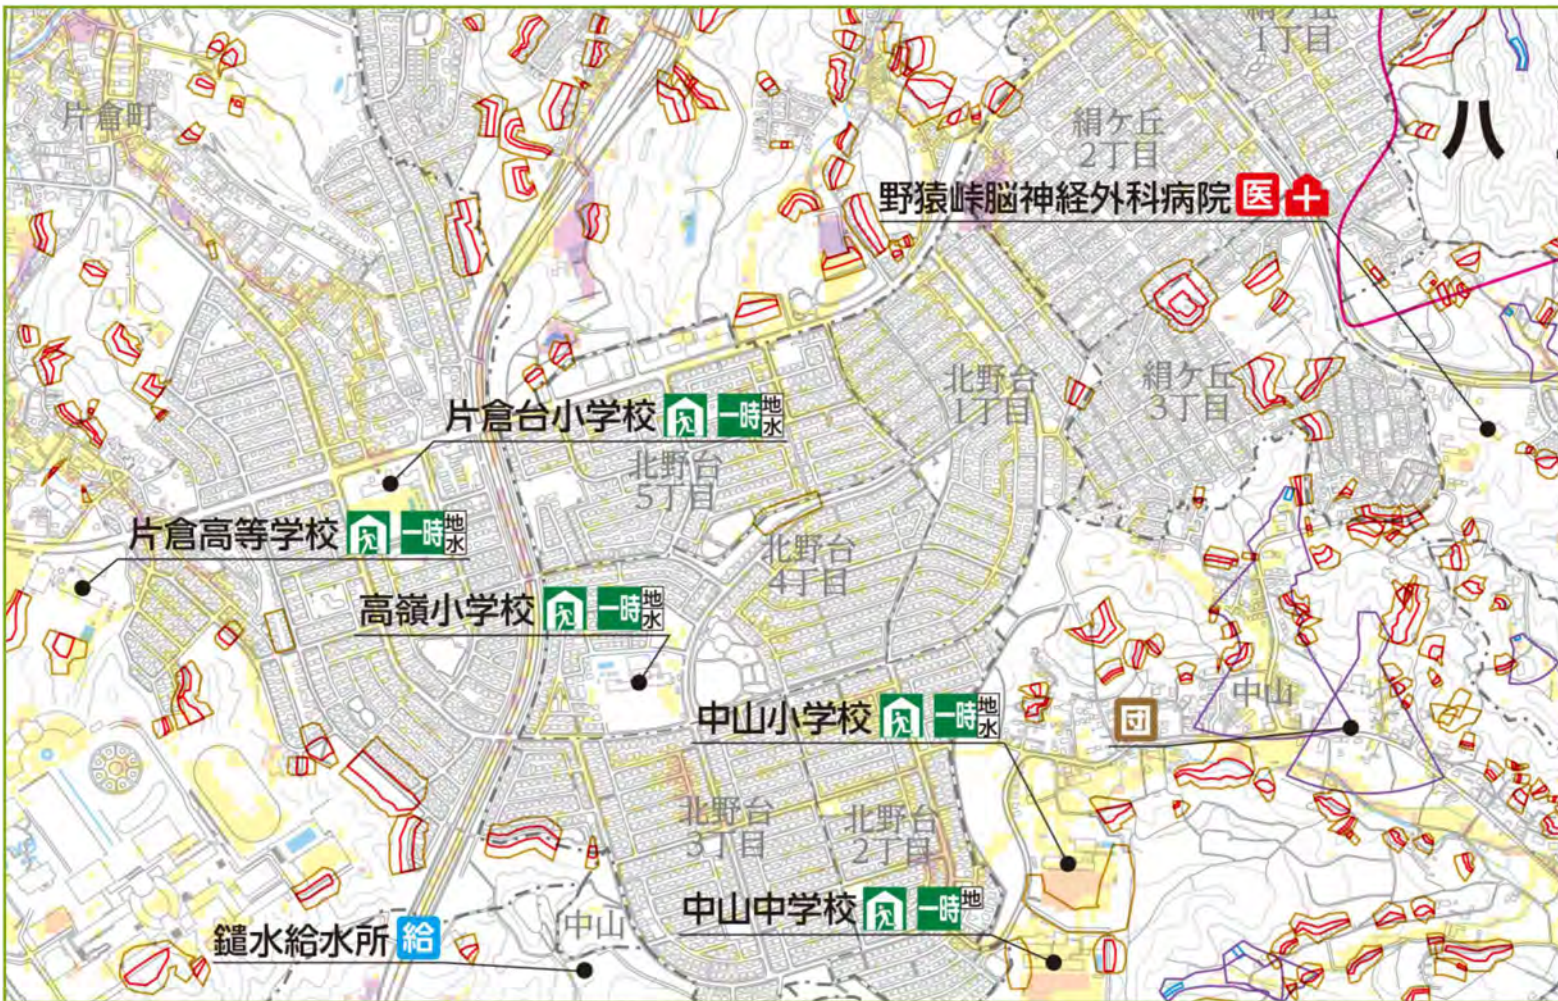 絹ケ丘
1丁目
片倉町
八
絹ケ丘
2丁目
野猿峠脳神経外科病院 医
北野台
1丁目
絹ケ丘
3丁目
片倉台小学校 一時 地水
北野台
5丁目
片倉高等学校 一時 地水
北野台
4丁目
高嶺小学校 一時 地水
中山小学校 一時 地水
団
中山
北野台
3丁目
北野台
2丁目
中山中学校 一時 地
中山
鑓水給水所 給